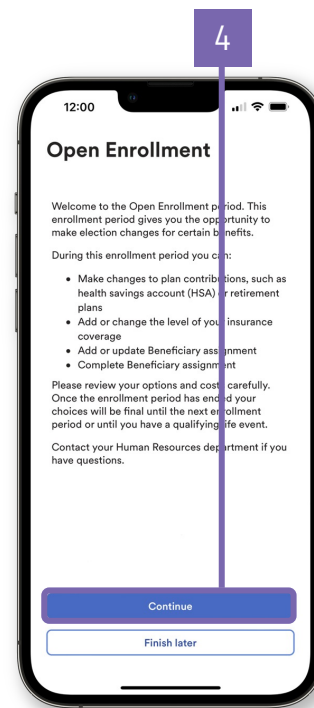 4
12:00
Open Enrollment
Welcome to the Open Enrollment period. This
enrollment period gives you the opportunity to
make election changes for certain benefits.
During this enrollment period you can:
• Make changes to plan contributions, such as
health savings account (HSA) or retirement
plans
• Add or change the level of your insurance
coverage
• Add or update Beneficiary assignment
• Complete Beneficiary assignment
Please review your options and costs carefully.
Once the enrollment period has ended your
choices will be final until the next enrollment
period or until you have a qualifying life event.
Contact your Human Resources department if you
have questions.
Continue
Finish later